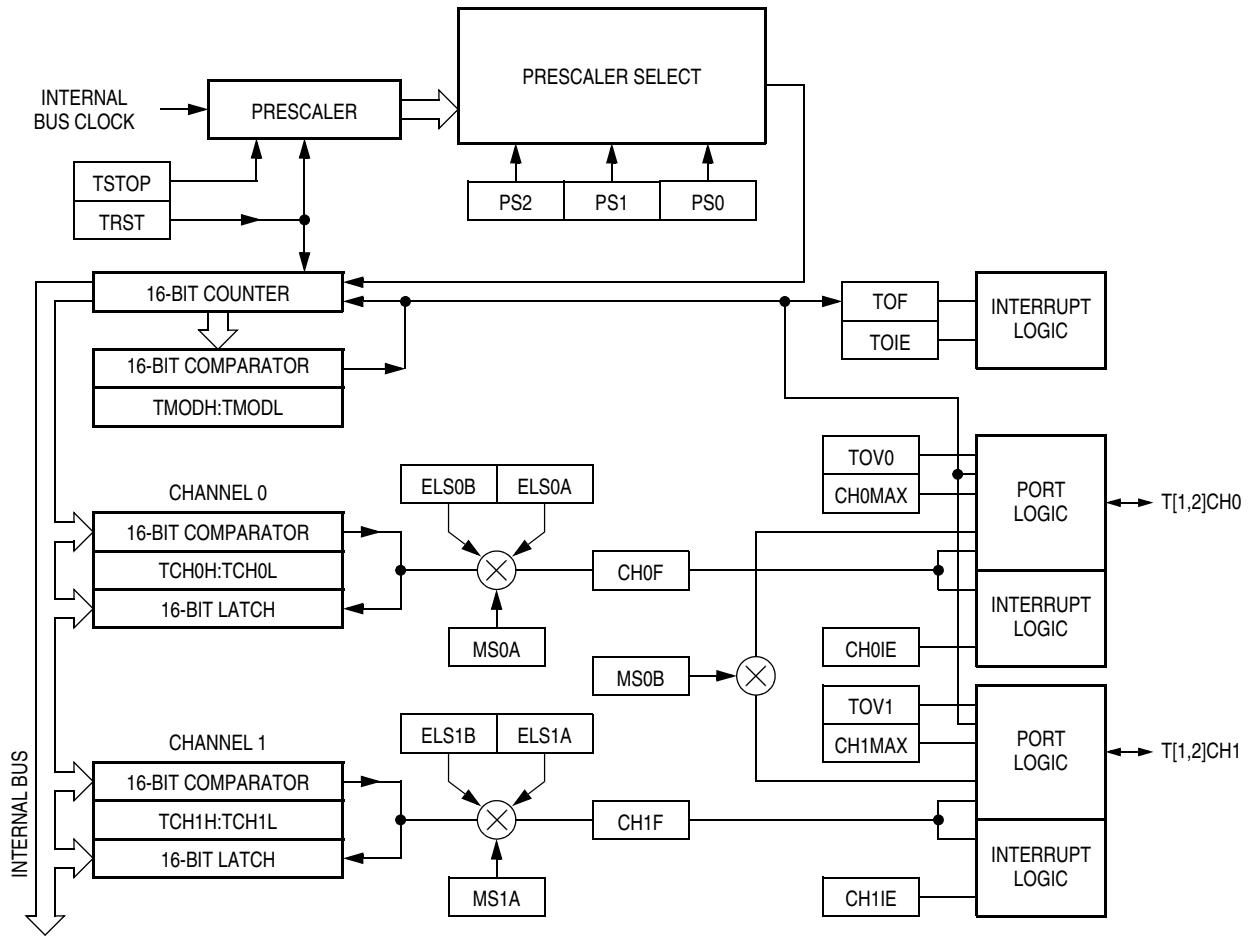 PRESCALER SELECT
INTERNAL
BUS CLOCK
PRESCALER
TSTOP
TRST
PS2
PS1
PS0
16-BIT COUNTER
16-BIT COMPARATOR
TMODH:TMODL
TOF
TOIE
INTERRUPT
LOGIC
CHANNEL 0
16-BIT COMPARATOR
TCH0H:TCH0L
16-BIT LATCH
ELS0B
ELS0A
MS0A
CH0F
TOV0
CH0MAX
PORT
LOGIC
T[1,2]CH0
INTERRUPT
LOGIC
CH0IE
MS0B
CHANNEL 1
16-BIT COMPARATOR
TCH1H:TCH1L
16-BIT LATCH
ELS1B
ELS1A
MS1A
CH1F
TOV1
CH1MAX
PORT
LOGIC
T[1,2]CH1
INTERRUPT
LOGIC
CH1IE
INTERNAL BUS